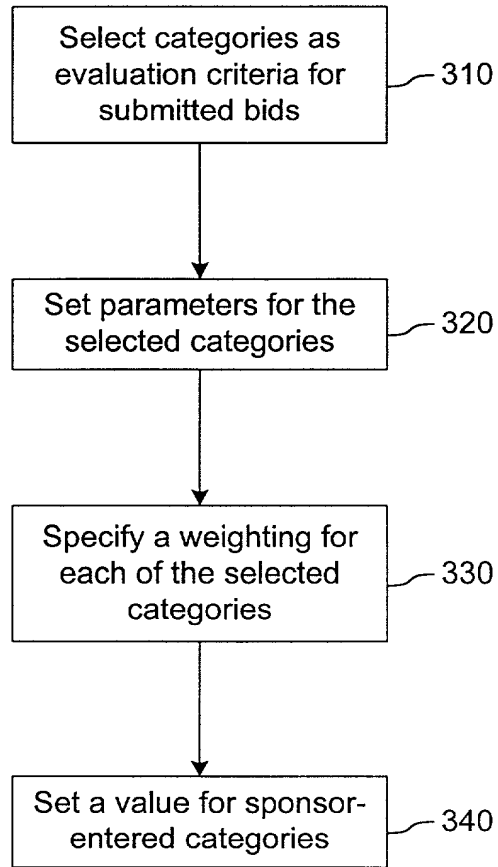 Select categories as
evaluation criteria for
submitted bids
310
Set parameters for the
selected categories
320
Specify a weighting for
each of the selected
categories
330
Set a value for sponsor-
entered categories
340